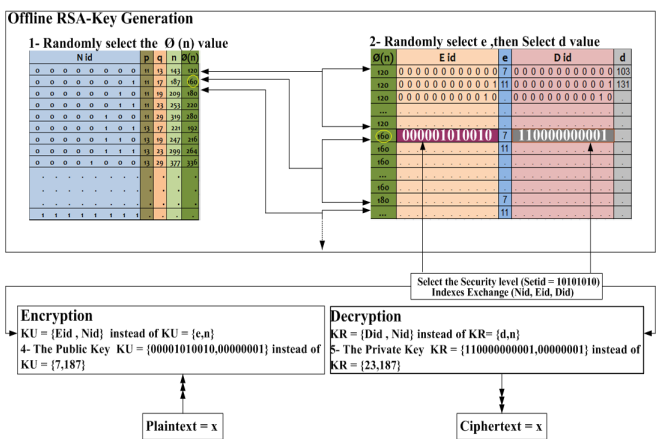 Offline RSA-Key Generation
1- Randomly select the Ø (n) value
N id p q n Ø(n)
0 0 0 0 0 0 0 0 11 13 143 120
0 0 0 0 0 0 0 1 11 17 187 160
0 0 0 0 0 0 1 0 11 19 209 180
0 0 0 0 0 0 1 1 11 23 253 220
0 0 0 0 0 1 0 0 11 29 319 280
0 0 0 0 0 1 0 1 13 17 221 192
0 0 0 0 0 1 1 0 13 19 247 216
0 0 0 0 0 1 1 1 13 23 299 264
0 0 0 0 1 0 0 0 13 29 377 336
. . . . . . . . . . . .
. . . . . . . . . . . .
. . . . . . . . . . . .
1 1 1 1 1 1 1 1 . . . .
2- Randomly select e ,then Select d value
Ø(n) E id e D id d
120 0 0 0 0 0 0 0 0 0 0 0 0 7 0 0 0 0 0 0 0 0 0 0 0 0 103
120 0 0 0 0 0 0 0 0 0 0 0 1 11 0 0 0 0 0 0 0 0 0 0 0 1 131
120 0 0 0 0 0 0 0 0 0 0 1 0 . 0 0 0 0 0 0 0 0 0 0 1 0 .
...
120
160 000001010010 7 110000000001
160 11
160
...
160
180 7
... 11
Select the Security level (Setid = 10101010)
Indexes Exchange (Nid, Eid, Did)
Encryption
KU = {Eid , Nid} instead of KU = {e,n}
4- The Public Key KU = {00001010010,00000001} instead of
KU = {7,187}
Decryption
KR = {Did , Nid} instead of KR= {d,n}
5- The Private Key KR = {110000000001,00000001} instead of
KR = {23,187}
Plaintext = x
Ciphertext = x